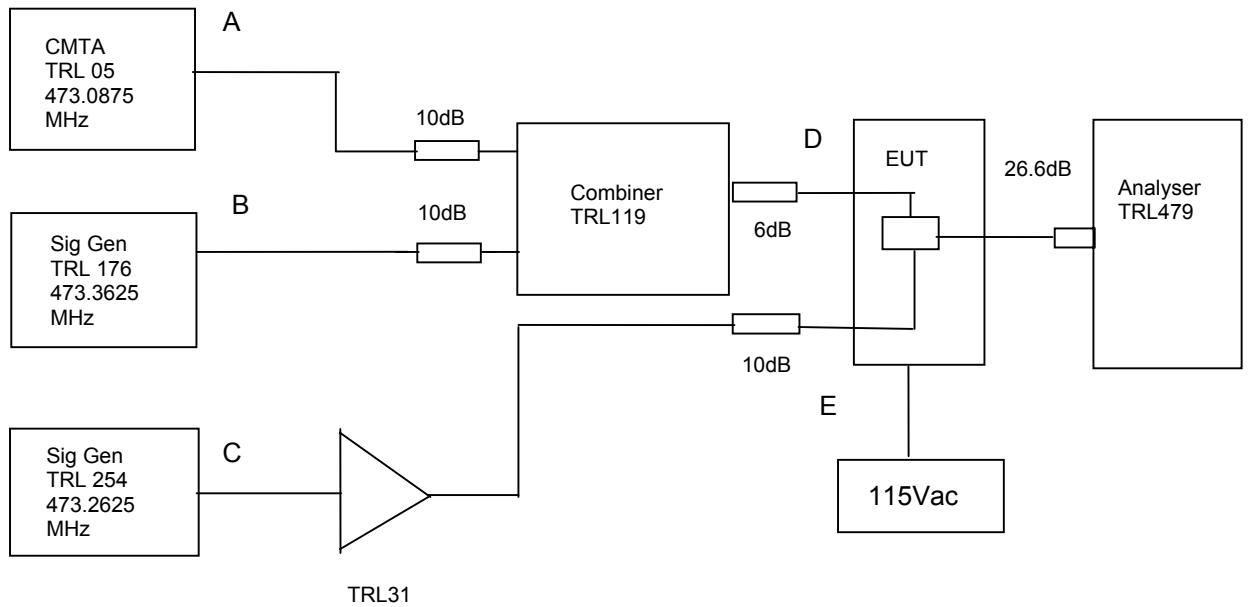 A
CMTA
TRL 05
473.0875
MHz
10dB
B
Sig Gen
TRL 176
473.3625
MHz
10dB
Combiner
TRL119
D
6dB
EUT
26.6dB
Analyser
TRL479
10dB
E
C
Sig Gen
TRL 254
473.2625
MHz
TRL31
115Vac